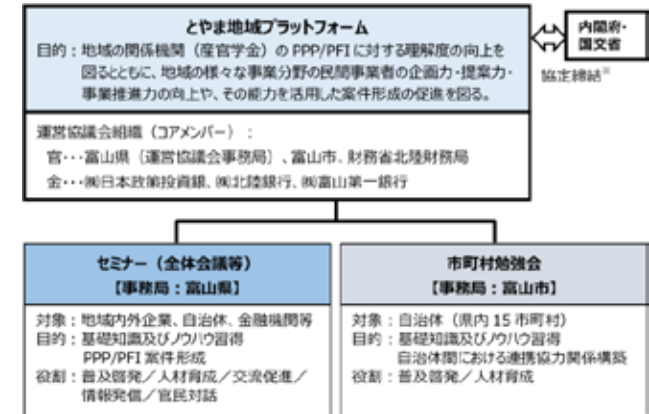 とやま地域プラットフォーム
目的：地域の関係機関（産官学金）のPPP/PFIに対する理解度の向上を
図るとともに、地域の様々な事業分野の民間事業者の企画力・提案力・
事業推進力の向上や、その能力を活用した案件形成の促進を図る。
内閣府・
国交省
協定締結※
運営協議会組織（コアメンバー）：
官･･･富山県（運営協議会事務局）、富山市、財務省北陸財務局
金･･･㈱日本政策投資銀、㈱北陸銀行、㈱富山第一銀行
セミナー（全体会議等）
【事務局：富山県】
対象：地域内外企業、自治体、金融機関等
目的：基礎知識及びノウハウ習得
PPP/PFI 案件形成
役割：普及啓発／人材育成／交流促進／
情報発信／官民対話
市町村勉強会
【事務局：富山市】
対象：自治体（県内 15 市町村）
目的：基礎知識及びノウハウ習得
自治体間における連携協力関係構築
役割：普及啓発／人材育成